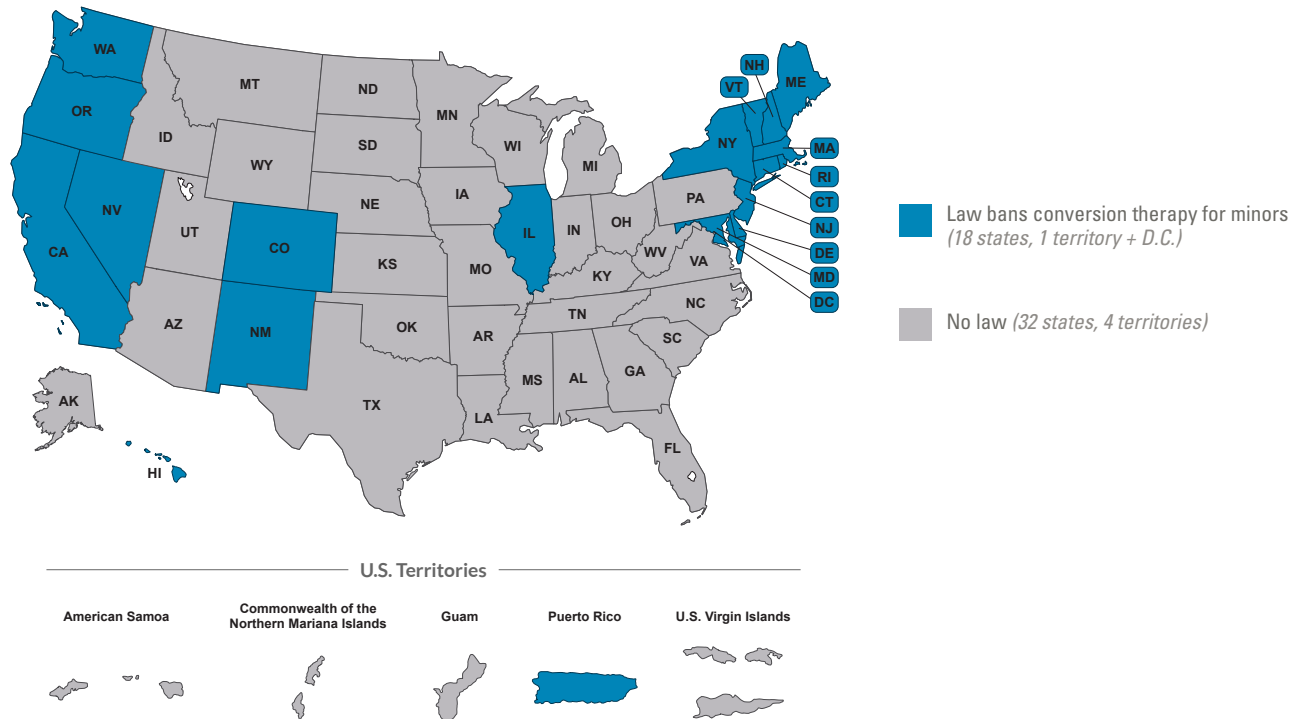 WA
OR
CA
NV
ID
MT
WY
UT
AZ
CO
NM
ND
SD
NE
KS
OK
TX
MN
IA
MO
AR
LA
WI
IL
MI
IN
OH
KY
TN
MS
AL
GA
FL
SC
NC
VA
WV
PA
NY
VT
NH
ME
MA
RI
CT
NJ
DE
MD
DC
AK
HI
Law bans conversion therapy for minors
(18 states, 1 territory + D.C.)
No law (32 states, 4 territories)
U.S. Territories
American Samoa
Commonwealth of the
Northern Mariana Islands
Guam
Puerto Rico
U.S. Virgin Islands